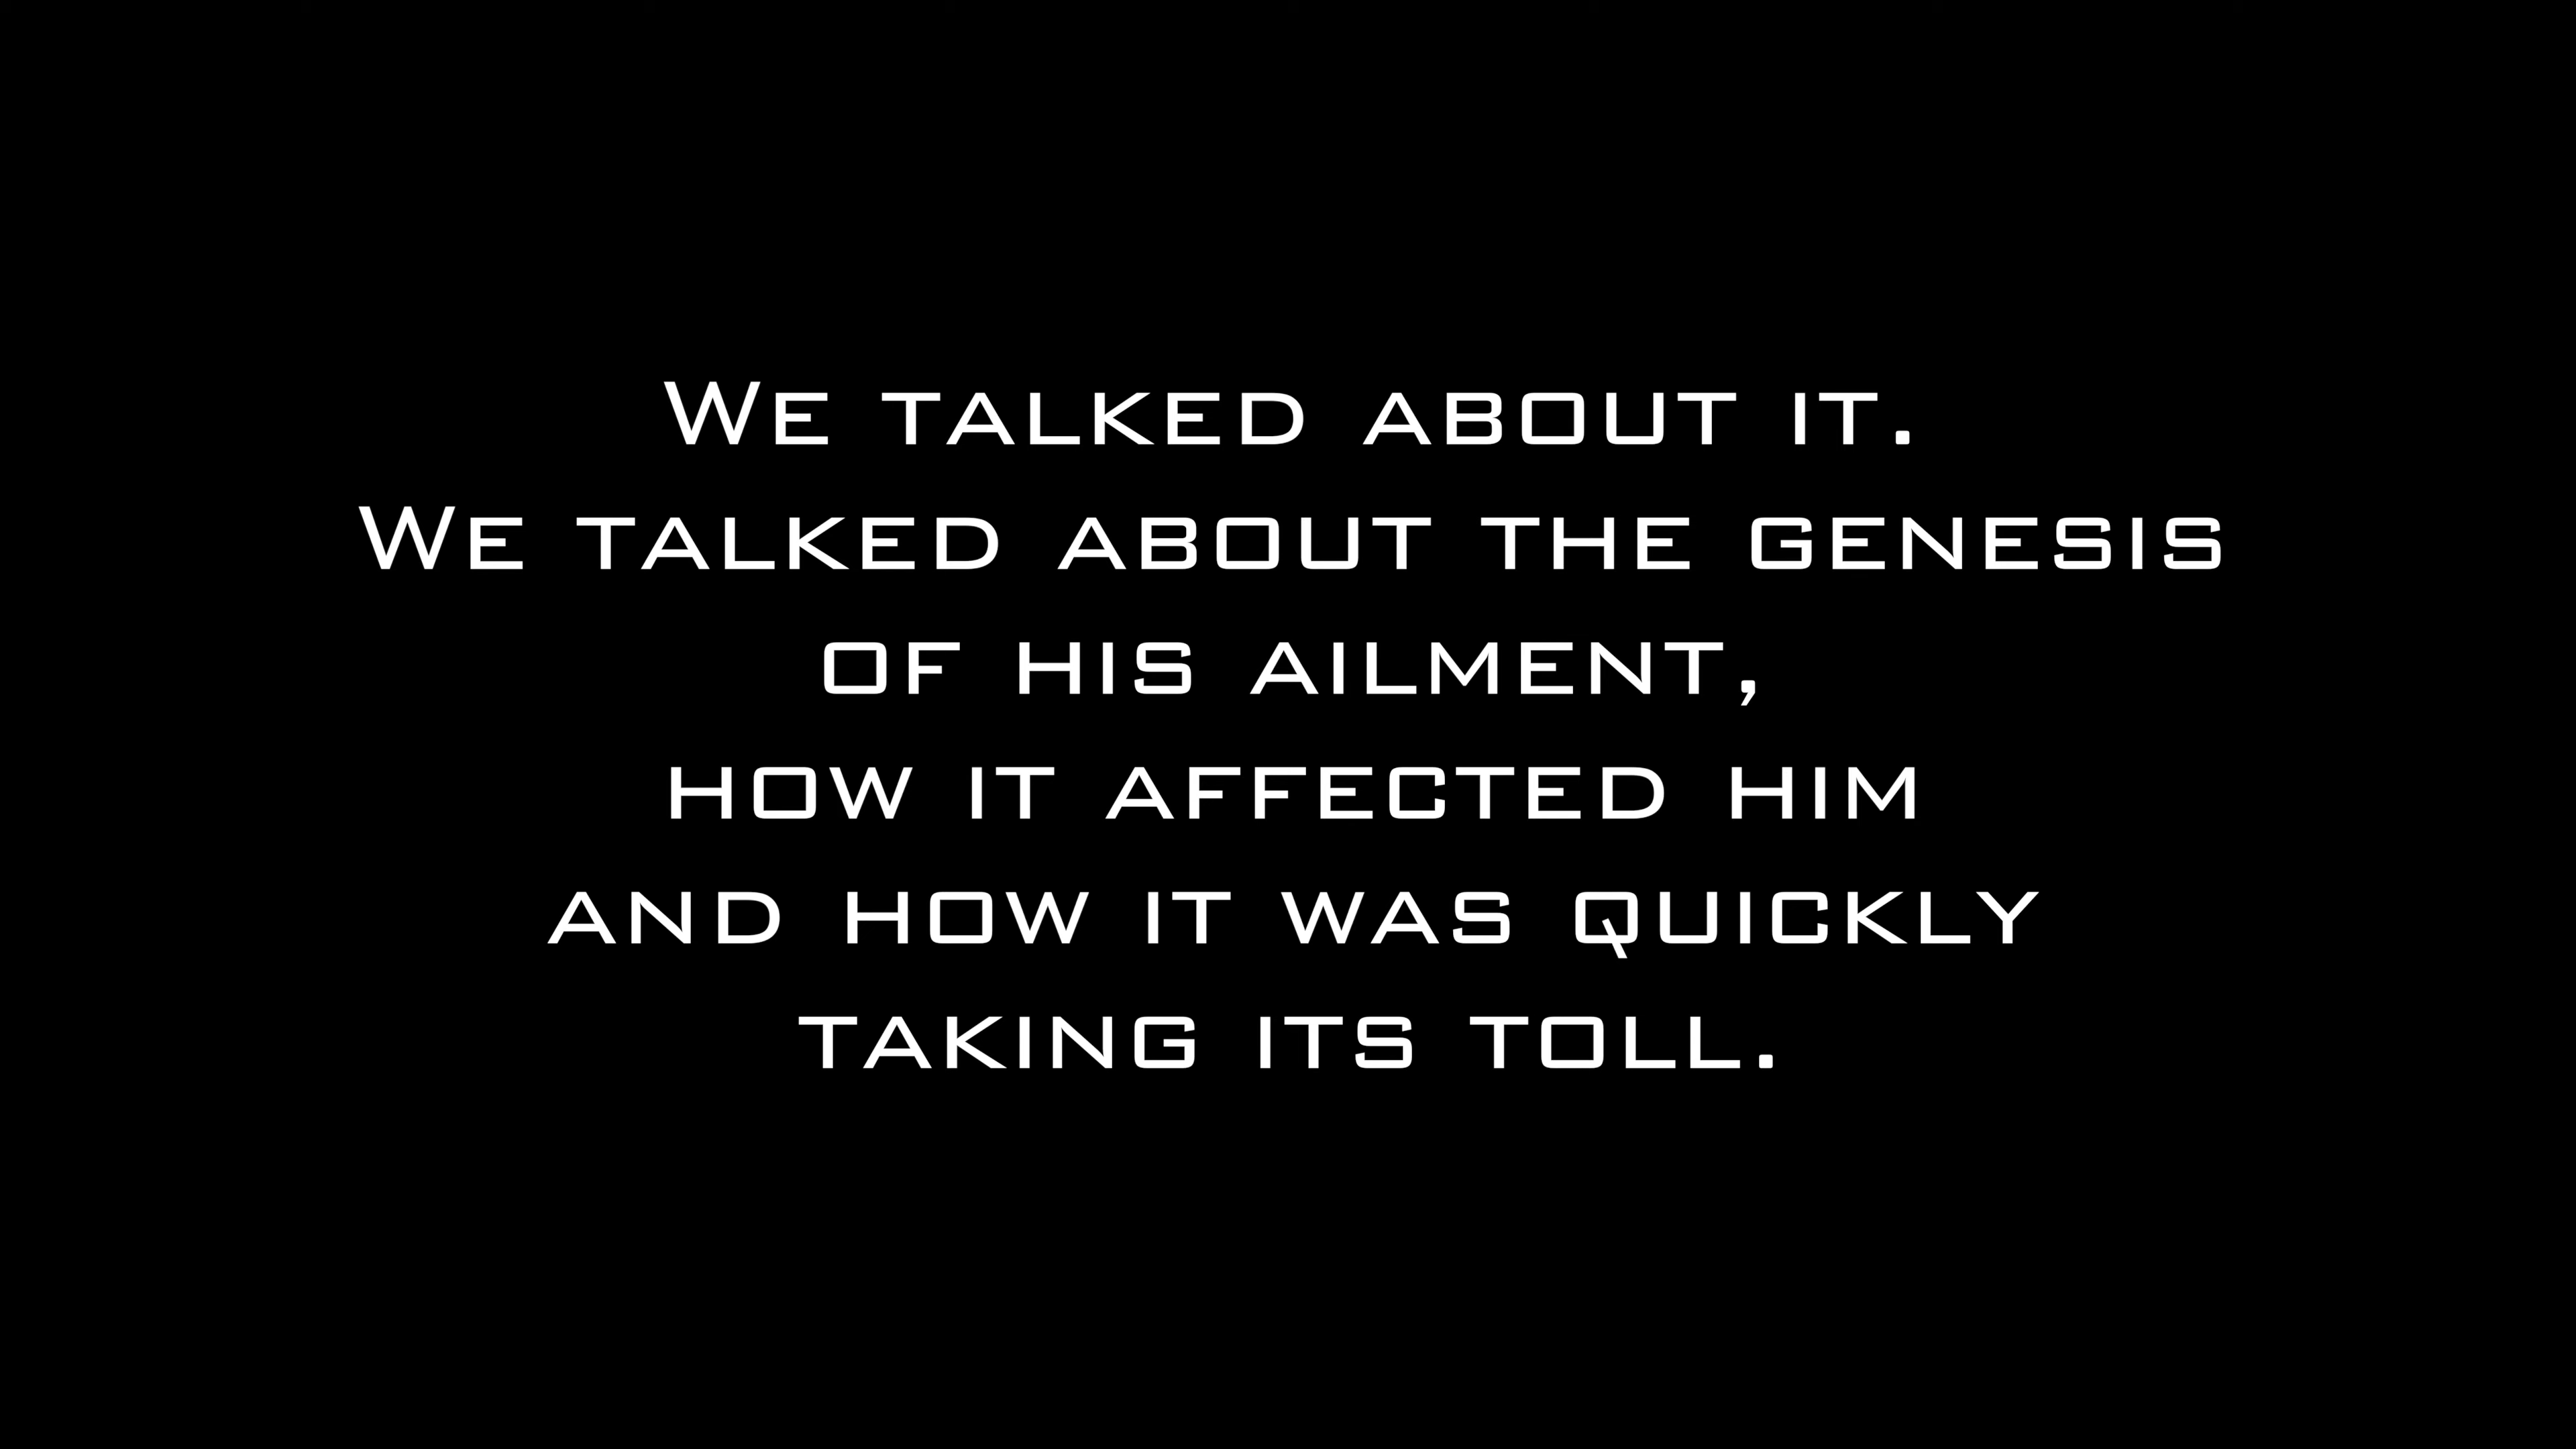 We talked about it.
We talked about the genesis
of his ailment,
how it affected him
and how it was quickly
taking its toll.